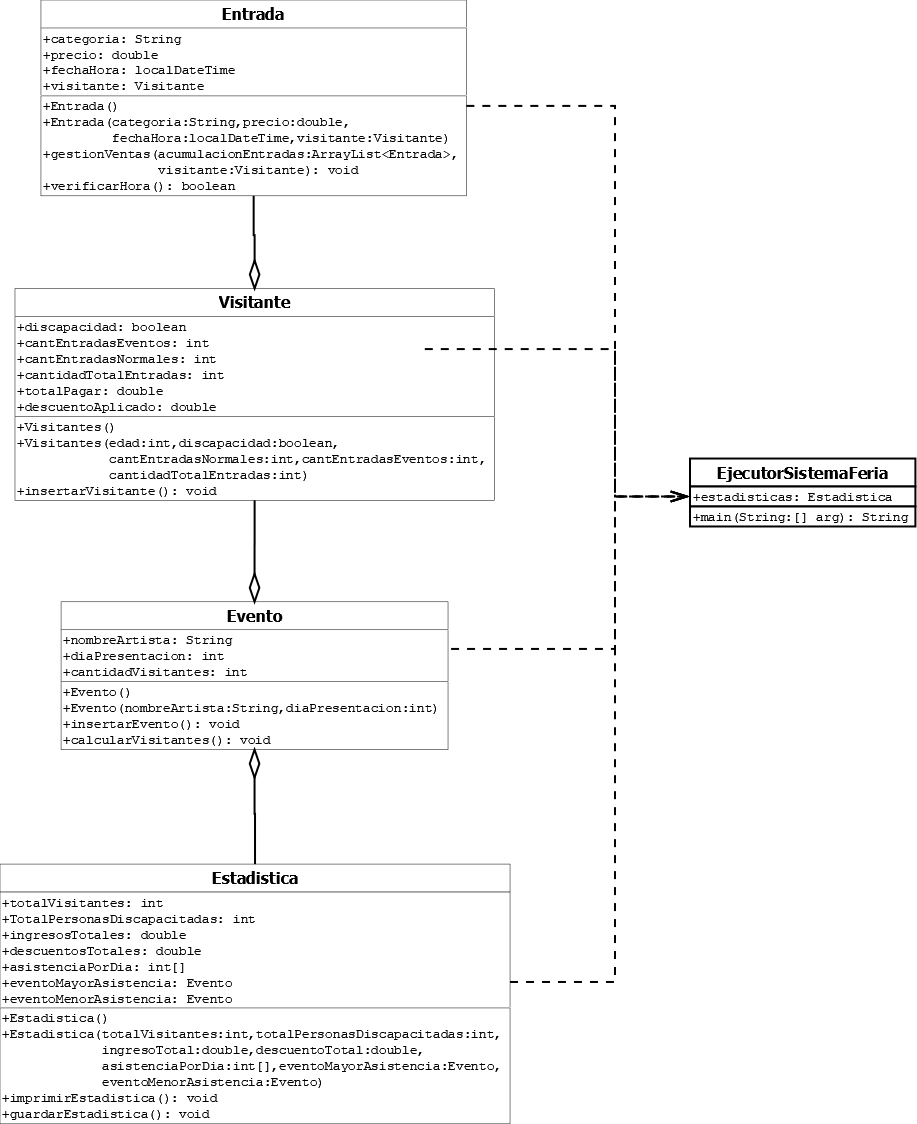 Entrada
+categoria: String
+precio: double
+fechaHora: localDateTime
+visitante: Visitante
+Entrada()
+Entrada(categoria:String,precio:double,
fechaHora:localDateTime,visitante:Visitante)
+gestionVentas(acumulacionEntradas:ArrayList<Entrada>,
visitante:Visitante): void
+verificarHora(): boolean
Visitante
+discapacidad: boolean
+cantEntradasEventos: int
+cantEntradasNormales: int
+cantidadTotalEntradas: int
+totalPagar: double
+descuentoAplicado: double
+Visitantes()
+Visitantes(edad:int,discapacidad:boolean,
cantEntradasNormales:int,cantEntradasEventos:int,
cantidadTotalEntradas:int)
+insertarVisitante(): void
EjecutorSistemaFeria
+estadisticas: Estadistica
+main(String:[] arg): String
Evento
+nombreArtista: String
+diaPresentacion: int
+cantidadVisitantes: int
+Evento()
+Evento(nombreArtista:String,diaPresentacion:int)
+insertarEvento(): void
+calcularVisitantes(): void
Estadistica
+totalVisitantes: int
+TotalPersonasDiscapacitadas: int
+ingresosTotales: double
+descuentosTotales: double
+asistenciaPorDia: int[]
+eventoMayorAsistencia: Evento
+eventoMenorAsistencia: Evento
+Estadistica()
+Estadistica(totalVisitantes:int,totalPersonasDiscapacitadas:int,
ingresoTotal:double,descuentoTotal:double,
asistenciaPorDia:int[],eventoMayorAsistencia:Evento,
eventoMenorAsistencia:Evento)
+imprimirEstadistica(): void
+guardarEstadistica(): void